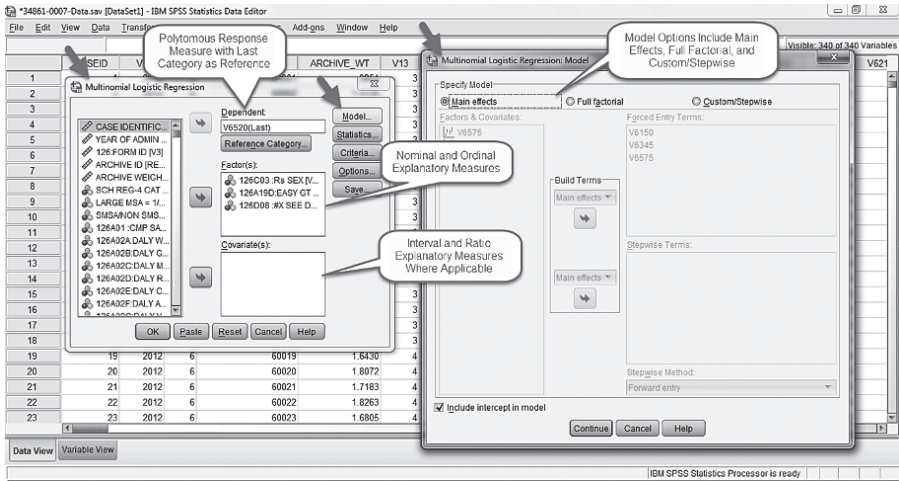 *34861-0007-Data.sav [DataSet1] - IBM SPSS Statistics Data Editor
File Edit View Data Add-ons Window Help
Visible: 340 of 340 Variables
ARCHIVE_WT V13 V621
Polytomous Response
Measure with Last
Category as Reference
Model Options Include Main
Effects, Full Factorial, and
Custom/Stepwise
Multinomial Logistic Regression
Dependent:
V6520(Last)
Reference Category...
Factor(s):
126C03 :Rs SEX [V...
126A19D:EASY GT ...
126D08 :#X SEE D...
Covariate(s):
CASE IDENTIFIC...
YEAR OF ADMIN ...
126:FORM ID [V3]
ARCHIVE ID [RE...
ARCHIVE WEIGH...
SCH REG-4 CAT ...
LARGE MSA = 1/...
SMSA/NON SMS...
126A01 :CMP SA...
126A02A:DALY W...
126A02B:DALY G...
126A02C:DALY M...
126A02D:DALY R...
126A02E:DALY C...
126A02F:DALY A...
Model...
Statistics...
Criteria...
Options...
Save...
OK Paste Reset Cancel Help
Nominal and Ordinal
Explanatory Measures
Interval and Ratio
Explanatory Measures
Where Applicable
Multinomial Logistic Regression: Model
Specify Model
Main effects Full factorial Custom/Stepwise
Factors & Covariates: Forced Entry Terms:
V6575
V6150
V6345
V6575
Build Terms
Main effects
Stepwise Terms:
Main effects
Stepwise Method:
Forward entry
Include intercept in model
Continue Cancel Help
1
2
3
4
5
6
7
8
9
10
11
12
13
14
15
16
17
18
19 19 2012 6 60019 1.6430 4
20 20 2012 6 60020 1.8072 4
21 21 2012 6 60021 1.7183 4
22 22 2012 6 60022 1.8263 4
23 23 2012 6 60023 1.6805 4
Data View Variable View
IBM SPSS Statistics Processor is ready